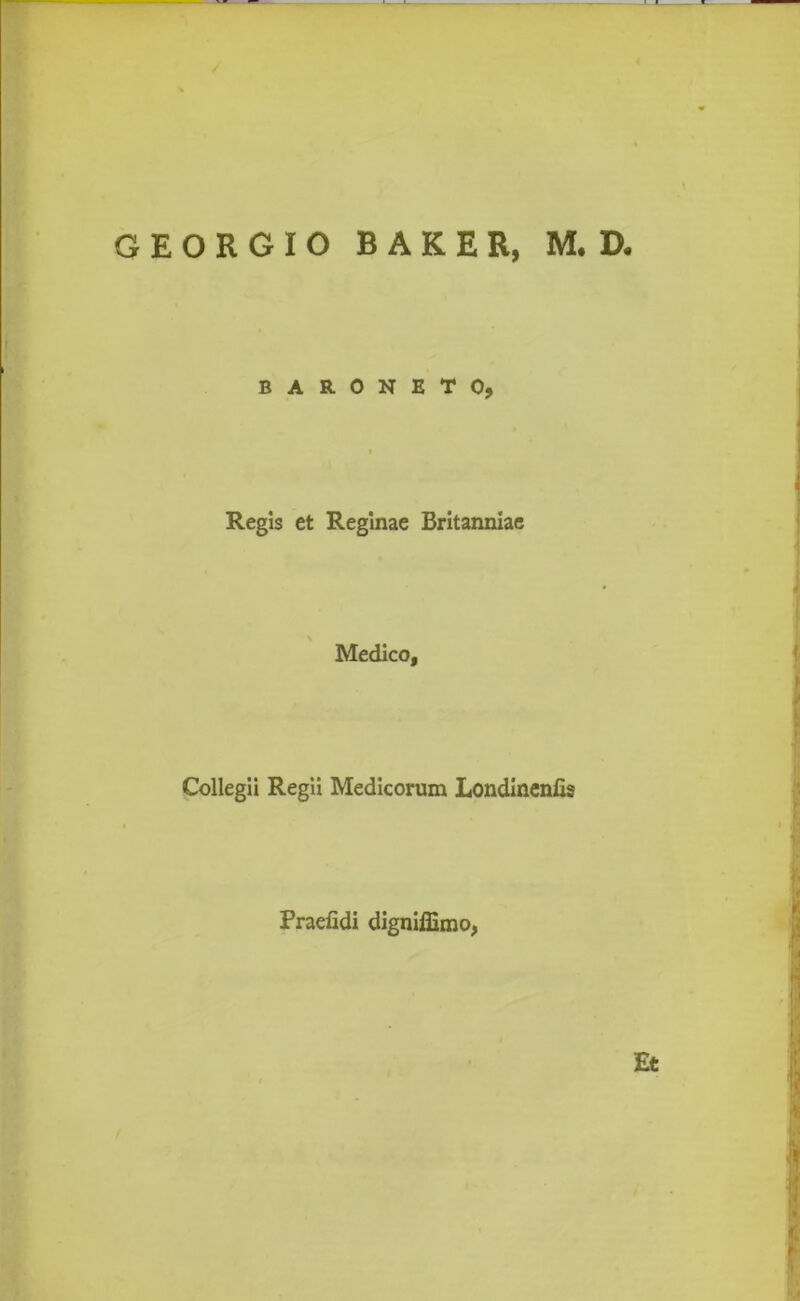 GEORGIO BAKER, M. D.
BARONETO,
Regis et Reginae Britanniae
Medico,
Collegii Regii Medicorum Londinenſis
Praeſidi digniſſimo,
Et